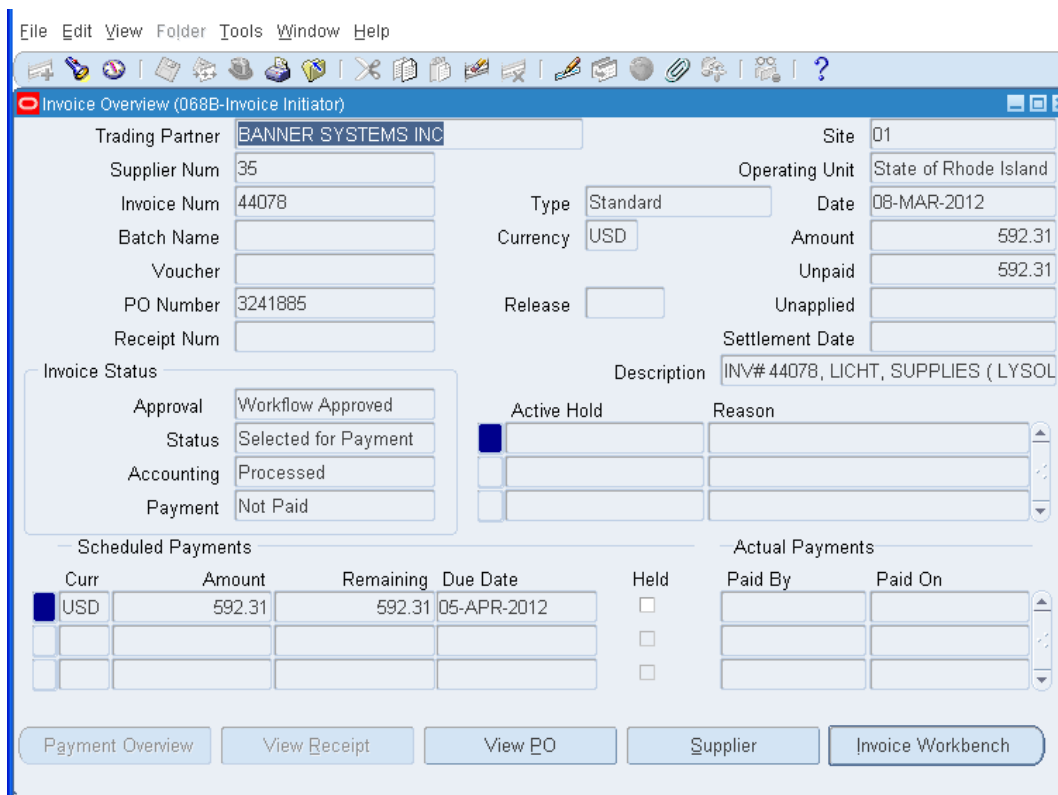 File Edit View Folder Tools Window Help
?
Invoice Overview (068B-Invoice Initiator)
Trading Partner BANNER SYSTEMS INC Site 01
Supplier Num 35 Operating Unit State of Rhode Island
Invoice Num 44078 Type Standard Date 08-MAR-2012
Batch Name Currency USD Amount 592.31
Voucher Unpaid 592.31
PO Number 3241885 Release Unapplied
Receipt Num Settlement Date
Invoice Status Description INV# 44078, LICHT, SUPPLIES ( LYSOL
Approval Workflow Approved Active Hold Reason
Status Selected for Payment
Accounting Processed
Payment Not Paid
Scheduled Payments Actual Payments
Curr Amount Remaining Due Date Held Paid By Paid On
USD 592.31 592.31 05-APR-2012
Payment Overview View Receipt View PO Supplier Invoice Workbench